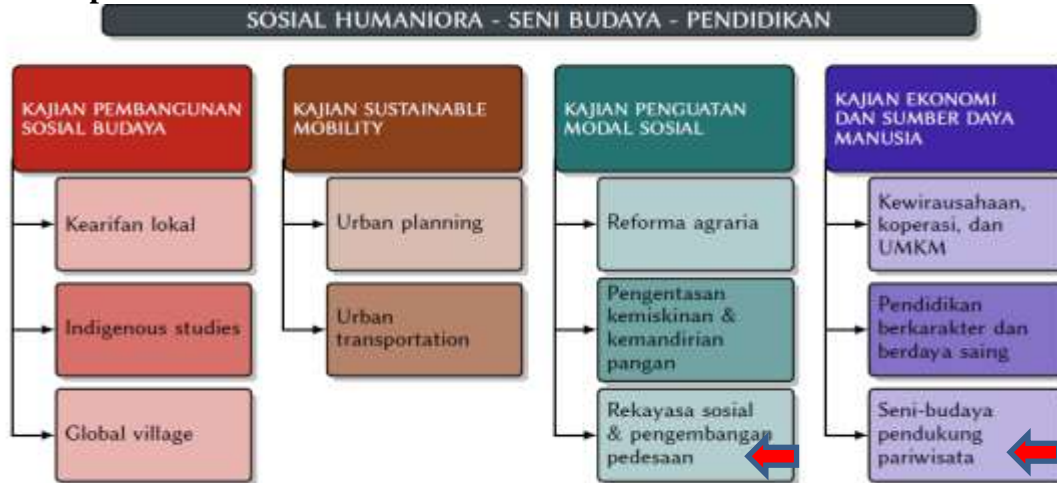 SOSIAL HUMANIORA - SENI BUDAYA - PENDIDIKAN
KAJIAN PEMBANGUNAN
SOSIAL BUDAYA
Kearifan lokal
Indigenous studies
Global village
KAJIAN SUSTAINABLE
MOBILITY
Urban planning
Urban
transportation
KAJIAN PENGUATAN
MODAL SOSIAL
Reforma agraria
Pengentasan
kemiskinan &
kemandirian
pangan
Rekayasa sosial
& pengembangan
pedesaan
KAJIAN EKONOMI
DAN SUMBER DAYA
MANUSIA
Kewirausahaan,
koperasi, dan
UMKM
Pendidikan
berkarakter dan
berdaya saing
Seni-budaya
pendukung
pariwisata